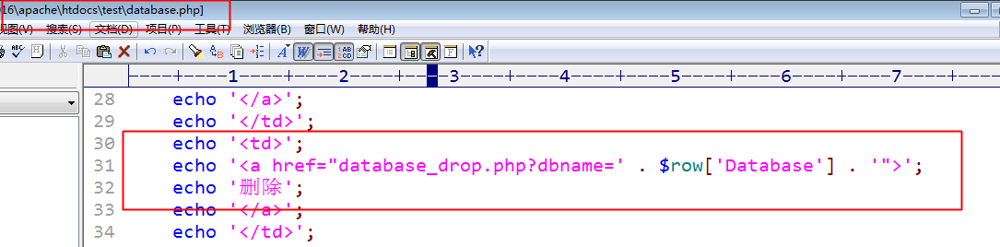 16\apache\htdocs\test\database.php]
视图(V) 搜索(S) 文档(D) 项目(P) 工具(T) 浏览器(B) 窗口(W) 帮助(H)
----+----1----+----2----+----3----+----4----+----5----+----6----+----7----+--
28 echo '</a>';
29 echo '</td>';
30 echo '<td>';
31 echo '<a href="database_drop.php?dbname=' . $row['Database'] . '">';
32 echo '删除';
33 echo '</a>';
34 echo '</td>';